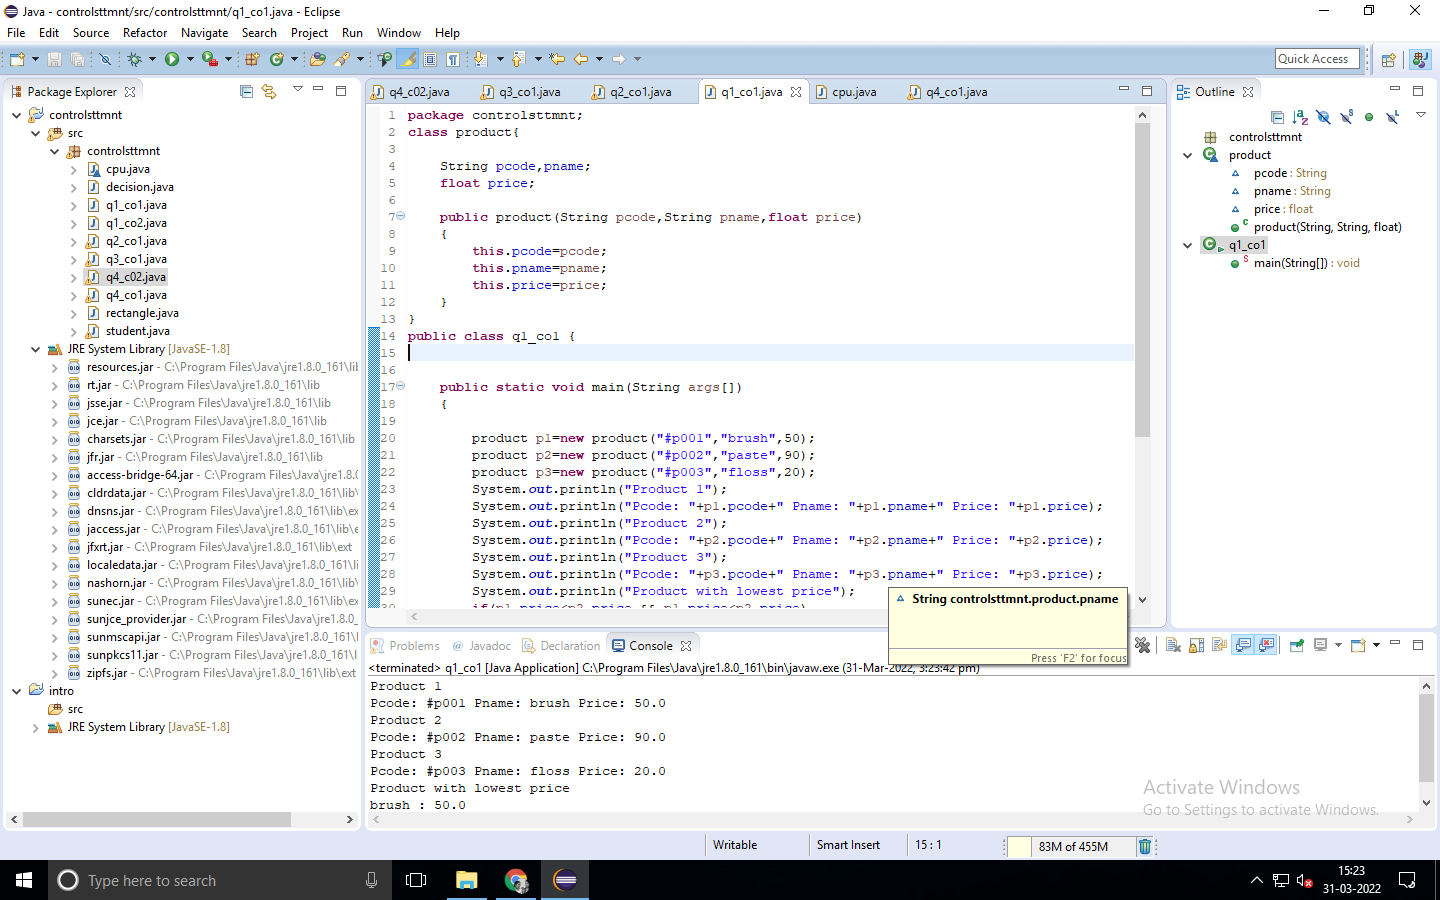 Java - controlsttmnt/src/controlsttmnt/q1_co1.java - Eclipse
File Edit Source Refactor Navigate Search Project Run Window Help
Quick Access
Package Explorer
controlsttmnt
src
controlsttmnt
cpu.java
decision.java
q1_co1.java
q1_co2.java
q2_co1.java
q3_co1.java
q4_c02.java
q4_co1.java
rectangle.java
student.java
JRE System Library [JavaSE-1.8]
resources.jar - C:\Program Files\Java\jre1.8.0_161\lib
rt.jar - C:\Program Files\Java\jre1.8.0_161\lib
jsse.jar - C:\Program Files\Java\jre1.8.0_161\lib
jce.jar - C:\Program Files\Java\jre1.8.0_161\lib
charsets.jar - C:\Program Files\Java\jre1.8.0_161\lib
jfr.jar - C:\Program Files\Java\jre1.8.0_161\lib
access-bridge-64.jar - C:\Program Files\Java\jre1.8.0
cldrdata.jar - C:\Program Files\Java\jre1.8.0_161\lib\
dnsns.jar - C:\Program Files\Java\jre1.8.0_161\lib\ex
jaccess.jar - C:\Program Files\Java\jre1.8.0_161\lib\e
jfxrt.jar - C:\Program Files\Java\jre1.8.0_161\lib\ext
localedata.jar - C:\Program Files\Java\jre1.8.0_161\li
nashorn.jar - C:\Program Files\Java\jre1.8.0_161\lib\
sunec.jar - C:\Program Files\Java\jre1.8.0_161\lib\ex
sunjce_provider.jar - C:\Program Files\Java\jre1.8.0_
sunmscapi.jar - C:\Program Files\Java\jre1.8.0_161\l
sunpkcs11.jar - C:\Program Files\Java\jre1.8.0_161\l
zipfs.jar - C:\Program Files\Java\jre1.8.0_161\lib\ext
intro
src
JRE System Library [JavaSE-1.8]
q4_c02.java q3_co1.java q2_co1.java q1_co1.java cpu.java q4_co1.java
1 package controlsttmnt;
2 class product{
3
4 String pcode,pname;
5 float price;
6
7 public product(String pcode,String pname,float price)
8 {
9 this.pcode=pcode;
10 this.pname=pname;
11 this.price=price;
12 }
13 }
14 public class q1_co1 {
15
16
17 public static void main(String args[])
18 {
19
20 product p1=new product("#p001","brush",50);
21 product p2=new product("#p002","paste",90);
22 product p3=new product("#p003","floss",20);
23 System.out.println("Product 1");
24 System.out.println("Pcode: "+p1.pcode+" Pname: "+p1.pname+" Price: "+p1.price);
25 System.out.println("Product 2");
26 System.out.println("Pcode: "+p2.pcode+" Pname: "+p2.pname+" Price: "+p2.price);
27 System.out.println("Product 3");
28 System.out.println("Pcode: "+p3.pcode+" Pname: "+p3.pname+" Price: "+p3.price);
29 System.out.println("Product with lowest price");
30 if(p1.price<p2.price && p1.price<p2.price)
String controlsttmnt.product.pname
Press 'F2' for focus
Outline
controlsttmnt
product
pcode : String
pname : String
price : float
product(String, String, float)
q1_co1
main(String[]) : void
Problems @ Javadoc Declaration Console
<terminated> q1_co1 [Java Application] C:\Program Files\Java\jre1.8.0_161\bin\javaw.exe (31-Mar-2022, 3:23:42 pm)
Product 1
Pcode: #p001 Pname: brush Price: 50.0
Product 2
Pcode: #p002 Pname: paste Price: 90.0
Product 3
Pcode: #p003 Pname: floss Price: 20.0
Product with lowest price
brush : 50.0
Activate Windows
Go to Settings to activate Windows.
Writable Smart Insert 15 : 1 83M of 455M
Type here to search
15:23
31-03-2022